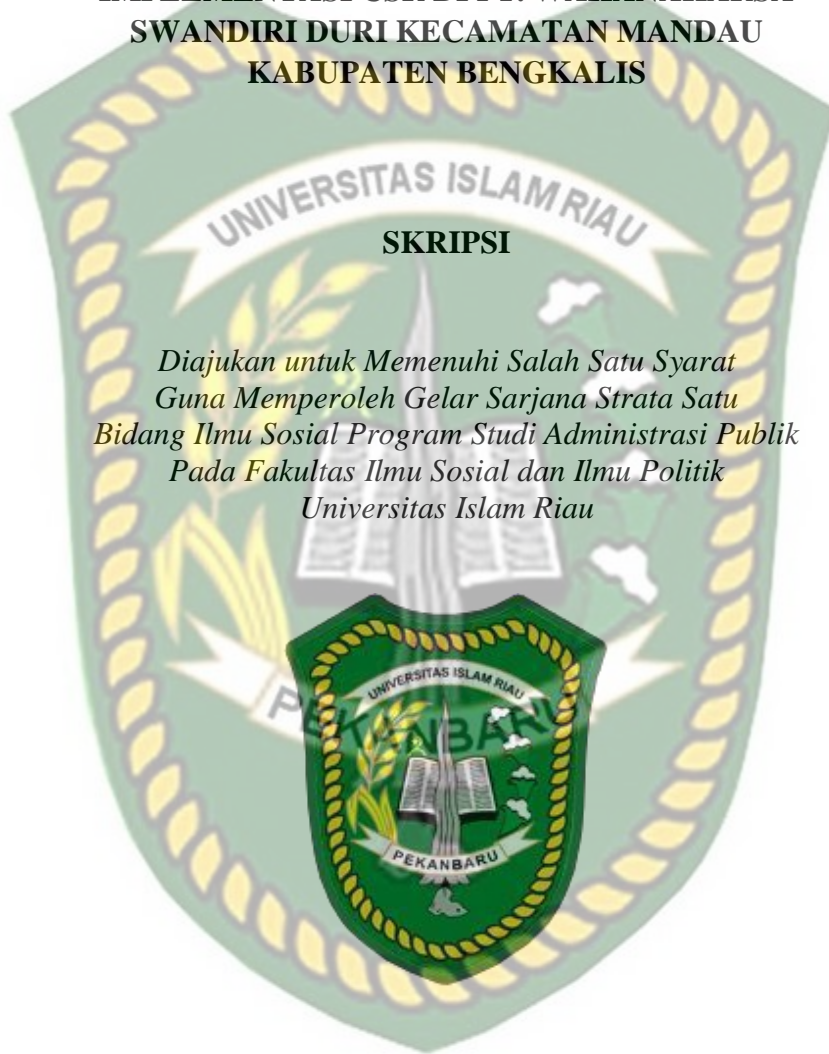 SWANDIRI DURI KECAMATAN MANDAU
KABUPATEN BENGKALIS
UNIVERSITAS ISLAM RIAU
SKRIPSI
Diajukan untuk Memenuhi Salah Satu Syarat
Guna Memperoleh Gelar Sarjana Strata Satu
Bidang Ilmu Sosial Program Studi Administrasi Publik
Pada Fakultas Ilmu Sosial dan Ilmu Politik
Universitas Islam Riau
UNIVERSITAS ISLAM RIAU
PEKANBARU
PEKANBARU